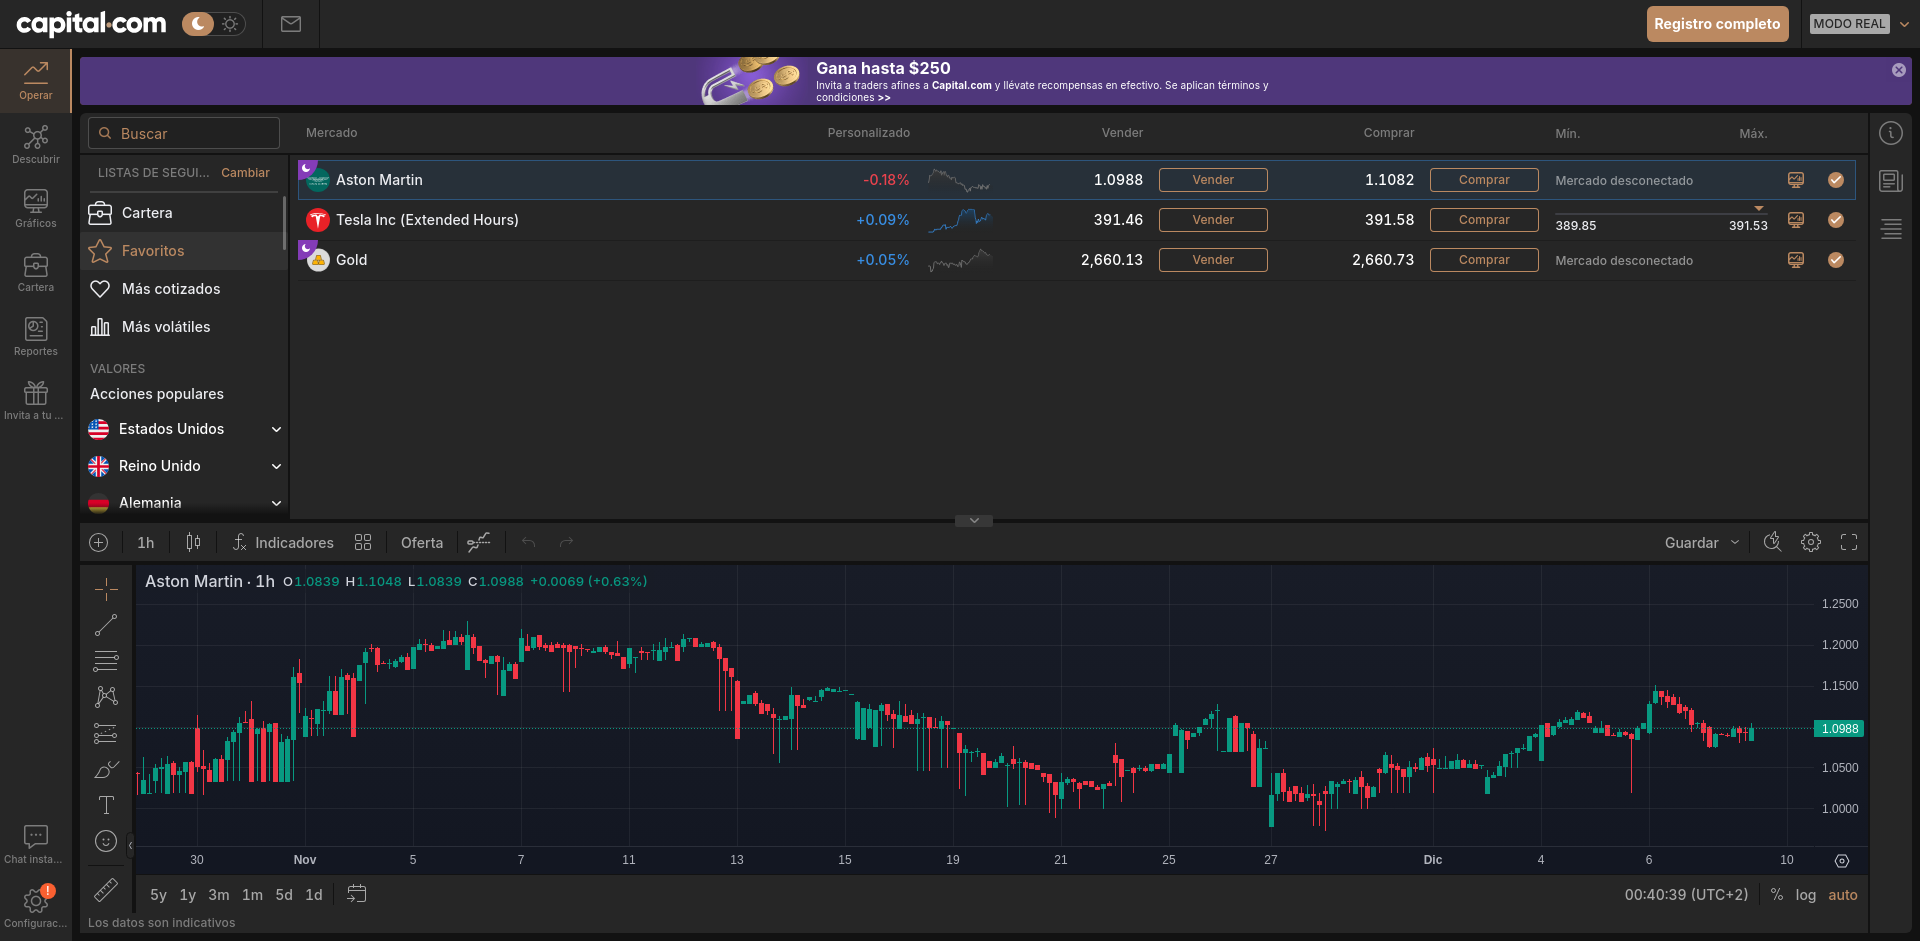 capital.com
Registro completo
MODO REAL
Gana hasta $250
Invita a traders afines a Capital.com y llévate recompensas en efectivo. Se aplican términos y
condiciones >>
Operar
Descubrir
Gráficos
Cartera
Reportes
Invita a tu ...
Chat insta...
Configurac...
Buscar
LISTAS DE SEGUI... Cambiar
Cartera
Favoritos
Más cotizados
Más volátiles
VALORES
Acciones populares
Estados Unidos
Reino Unido
Alemania
Mercado Personalizado Vender Comprar Mín. Máx.
Aston Martin -0.18% 1.0988 Vender 1.1082 Comprar Mercado desconectado
Tesla Inc (Extended Hours) +0.09% 391.46 Vender 391.58 Comprar 389.85 391.53
Gold +0.05% 2,660.13 Vender 2,660.73 Comprar Mercado desconectado
1h Indicadores Oferta Guardar
Aston Martin · 1h O1.0839 H1.1048 L1.0839 C1.0988 +0.0069 (+0.63%)
1.2500
1.2000
1.1500
1.0988
1.0500
1.0000
30 Nov 5 7 11 13 15 19 21 25 27 Dic 4 6 10
5y 1y 3m 1m 5d 1d 00:40:39 (UTC+2) % log auto
Los datos son indicativos